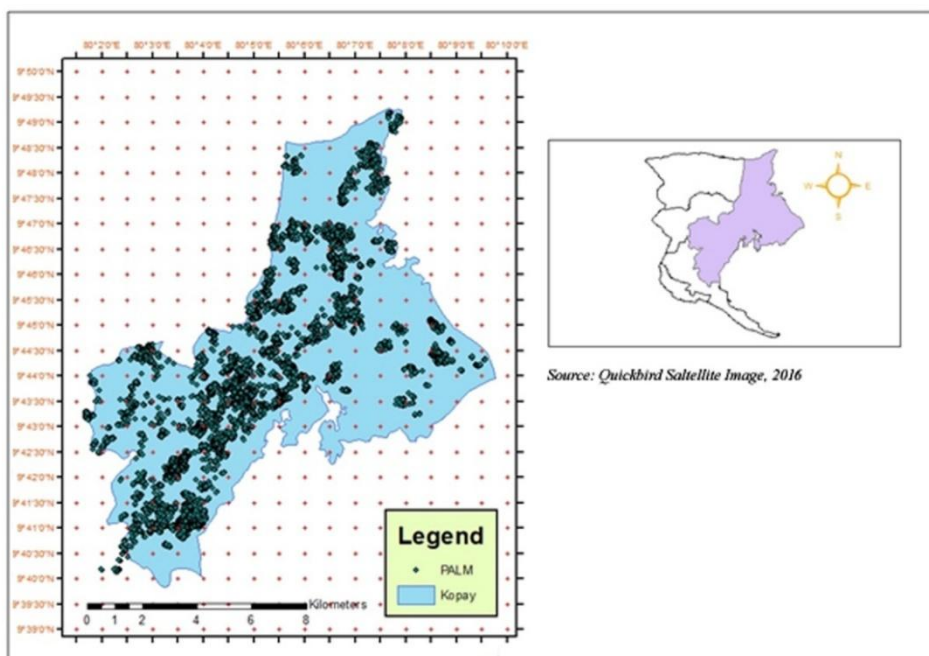 80°2'0"E 80°3'0"E 80°4'0"E 80°5'0"E 80°6'0"E 80°7'0"E 80°8'0"E 80°9'0"E 80°10'0"E
9°50'0"N
9°49'30"N
9°49'0"N
9°48'30"N
9°48'0"N
9°47'30"N
9°47'0"N
9°46'30"N
9°46'0"N
9°45'30"N
9°45'0"N
9°44'30"N
9°44'0"N
9°43'30"N
9°43'0"N
9°42'30"N
9°42'0"N
9°41'30"N
9°41'0"N
9°40'30"N
9°40'0"N
9°39'30"N
9°39'0"N
Kilometers
0 1 2 4 6 8
Legend
PALM
Kopay
N
W E
S
Source: Quickbird Saltellite Image, 2016